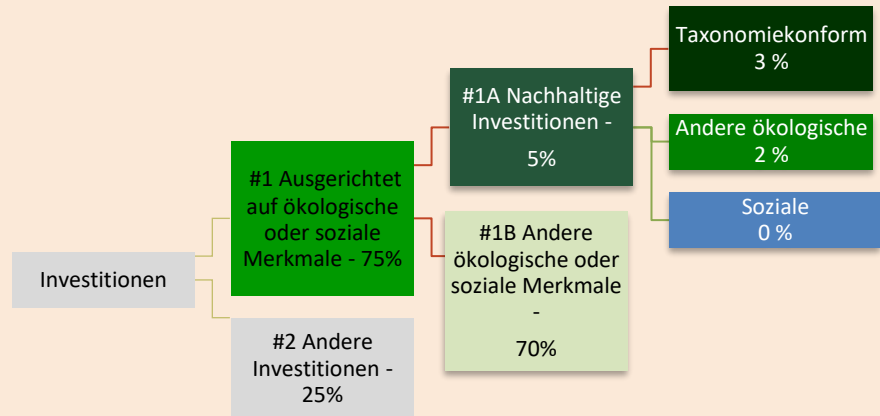 Investitionen
#1 Ausgerichtet
auf ökologische
oder soziale
Merkmale - 75%
#2 Andere
Investitionen -
25%
#1A Nachhaltige
Investitionen -
5%
#1B Andere
ökologische oder
soziale Merkmale
-
70%
Taxonomiekonform
3 %
Andere ökologische
2 %
Soziale
0 %